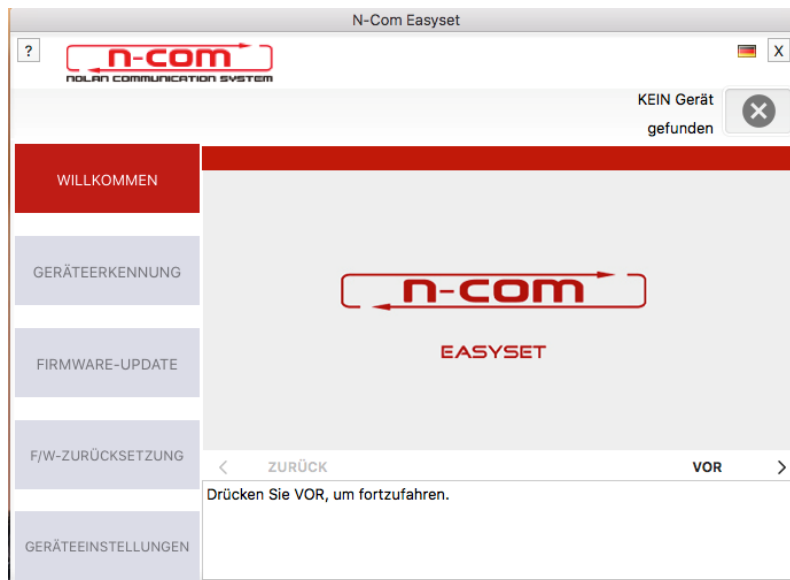 N-Com Easyset
?
n-com
NOLAN COMMUNICATION SYSTEM
X
KEIN Gerät
gefunden
WILLKOMMEN
GERÄTEERKENNUNG
FIRMWARE-UPDATE
F/W-ZURÜCKSETZUNG
GERÄTEEINSTELLUNGEN
n-com
EASYSET
< ZURÜCK
VOR >
Drücken Sie VOR, um fortzufahren.